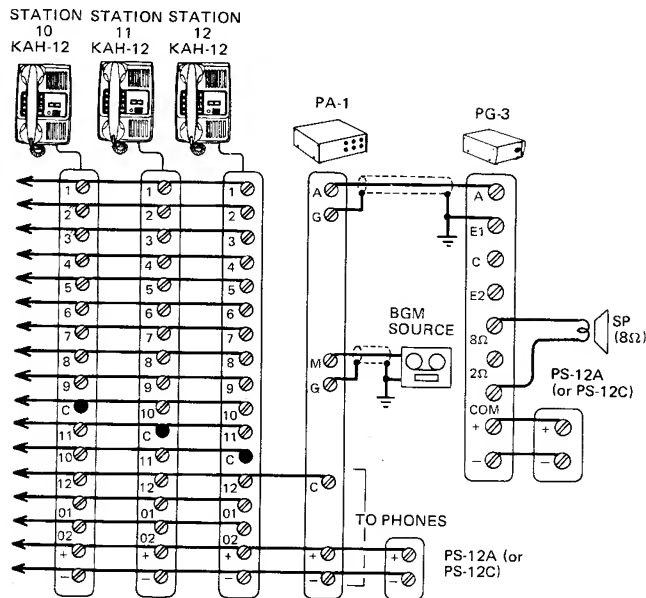 STATION STATION STATION
10 11 12
KAH-12 KAH-12 KAH-12
PA-1
PG-3
1 1 1 A A
2 2 2 G E1
3 3 3
4 4 4 C
5 5 5 E2
6 6 6
BGM
SOURCE
7 7 7 8Ω
SP
(8Ω)
8 8 8 M 2Ω
9 9 9 G
PS-12A
(or PS-12C)
C 10 10 COM
11 C 11 + +
10 11 C - -
12 12 12 C
01 01 01
TO PHONES
02 02 02
+ + + + +
- - - - -
PS-12A (or
PS-12C)